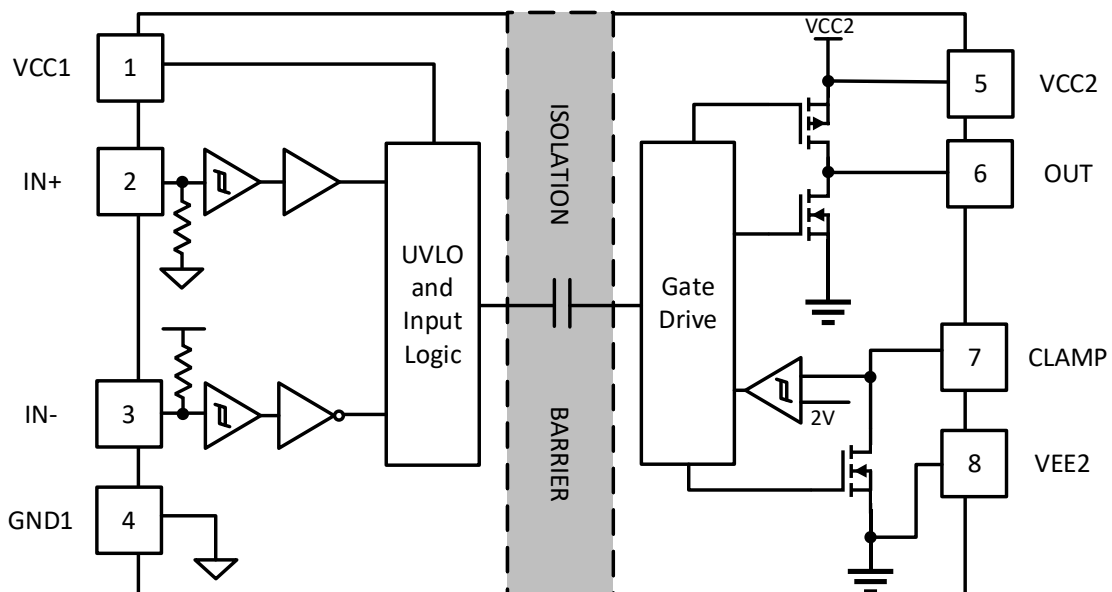 VCC1
1
IN+
2
IN-
3
GND1
4
UVLO
and
Input
Logic
ISOLATION
BARRIER
Gate
Drive
VCC2
2V
5
VCC2
6
OUT
7
CLAMP
8
VEE2